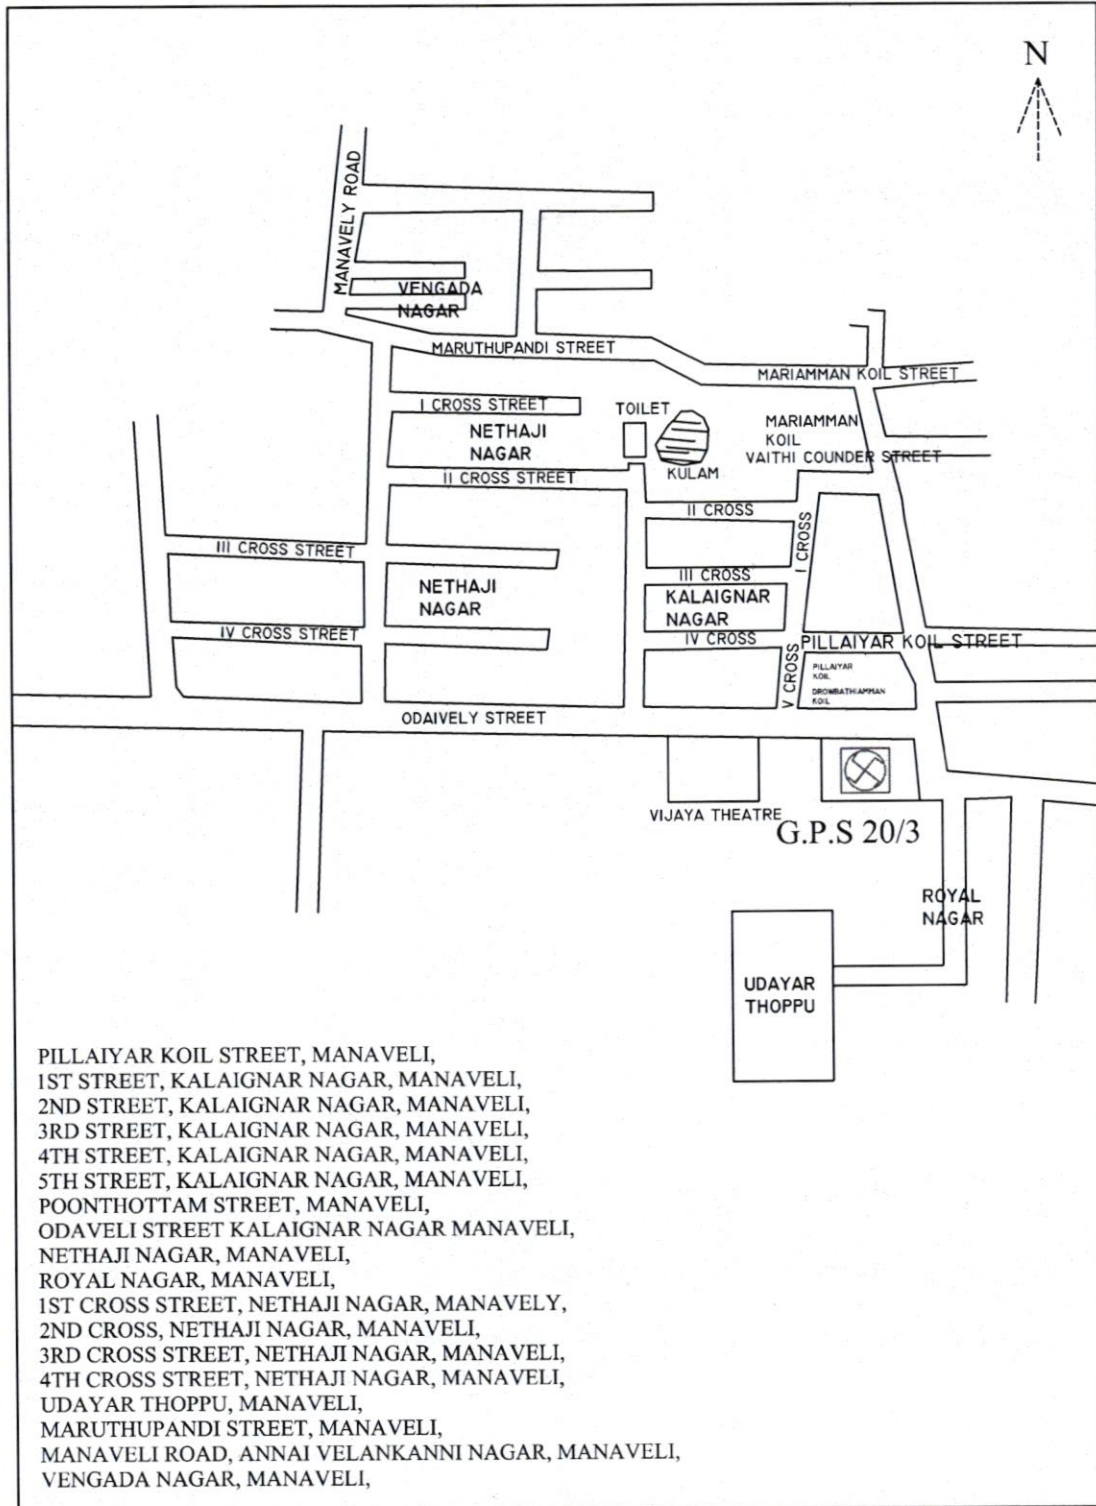 N
MANAVELY ROAD
VENGADA
NAGAR
MARUTHUPANDI STREET
MARIAMMAN KOIL STREET
I CROSS STREET
TOILET
MARIAMMAN
KOIL
NETHAJI
NAGAR
VAITHI COUNDER STREET
KULAM
II CROSS STREET
II CROSS
I CROSS
III CROSS STREET
III CROSS
NETHAJI
NAGAR
KALAIGNAR
NAGAR
IV CROSS STREET
IV CROSS
PILLAIYAR KOIL STREET
V CROSS
PILLAIYAR
KOIL
DROWBATHIAMMAN
KOIL
ODAIVELY STREET
VIJAYA THEATRE
G.P.S 20/3
ROYAL
NAGAR
UDAYAR
THOPPU
PILLAIYAR KOIL STREET, MANAVELI,
1ST STREET, KALAIGNAR NAGAR, MANAVELI,
2ND STREET, KALAIGNAR NAGAR, MANAVELI,
3RD STREET, KALAIGNAR NAGAR, MANAVELI,
4TH STREET, KALAIGNAR NAGAR, MANAVELI,
5TH STREET, KALAIGNAR NAGAR, MANAVELI,
POONTHOTTAM STREET, MANAVELI,
ODAVELI STREET KALAIGNAR NAGAR MANAVELI,
NETHAJI NAGAR, MANAVELI,
ROYAL NAGAR, MANAVELI,
1ST CROSS STREET, NETHAJI NAGAR, MANAVELY,
2ND CROSS, NETHAJI NAGAR, MANAVELI,
3RD CROSS STREET, NETHAJI NAGAR, MANAVELI,
4TH CROSS STREET, NETHAJI NAGAR, MANAVELI,
UDAYAR THOPPU, MANAVELI,
MARUTHUPANDI STREET, MANAVELI,
MANAVELI ROAD, ANNAI VELANKANNI NAGAR, MANAVELI,
VENGADA NAGAR, MANAVELI,